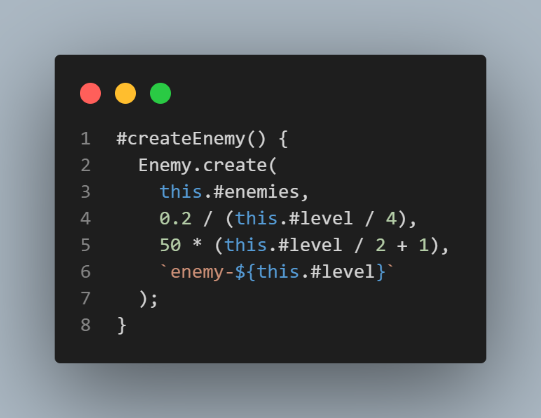 1 #createEnemy() {
2 Enemy.create(
3 this.#enemies,
4 0.2 / (this.#level / 4),
5 50 * (this.#level / 2 + 1),
6 `enemy-${this.#level}`
7 );
8 }